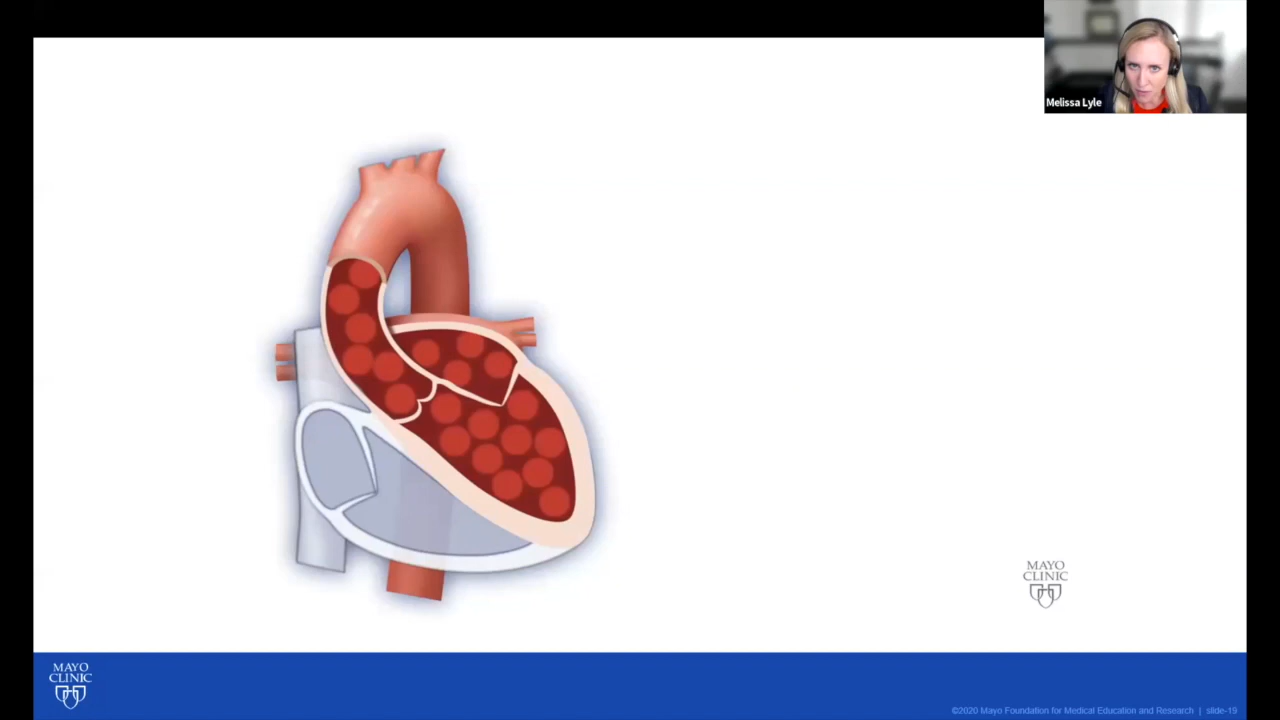 Melissa Lyle
MAYO
CLINIC
MAYO
CLINIC
©2020 Mayo Foundation for Medical Education and Research | slide-19